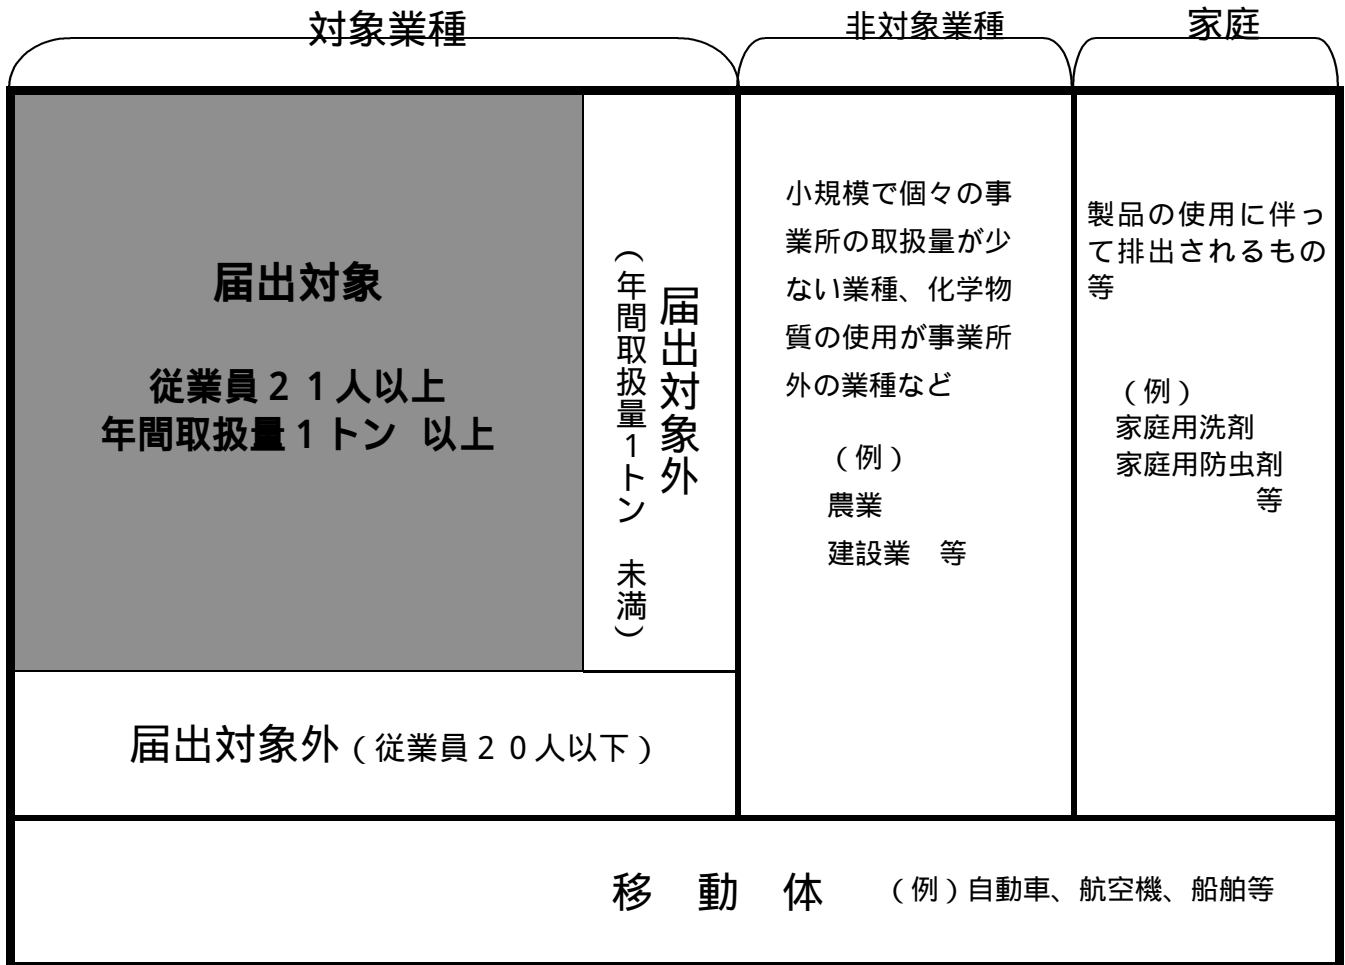 対象業種
非対象業種
家庭
届出対象
従業員２１人以上
年間取扱量１トン 以上
届出対象外
（年間取扱量１トン　未満）
小規模で個々の事
業所の取扱量が少
ない業種、化学物
質の使用が事業所
外の業種など
（例）
農業
建設業　等
製品の使用に伴っ
て排出されるもの
等
（例）
家庭用洗剤
家庭用防虫剤
等
届出対象外（従業員２０人以下）
移　動　体　（例）自動車、航空機、船舶等